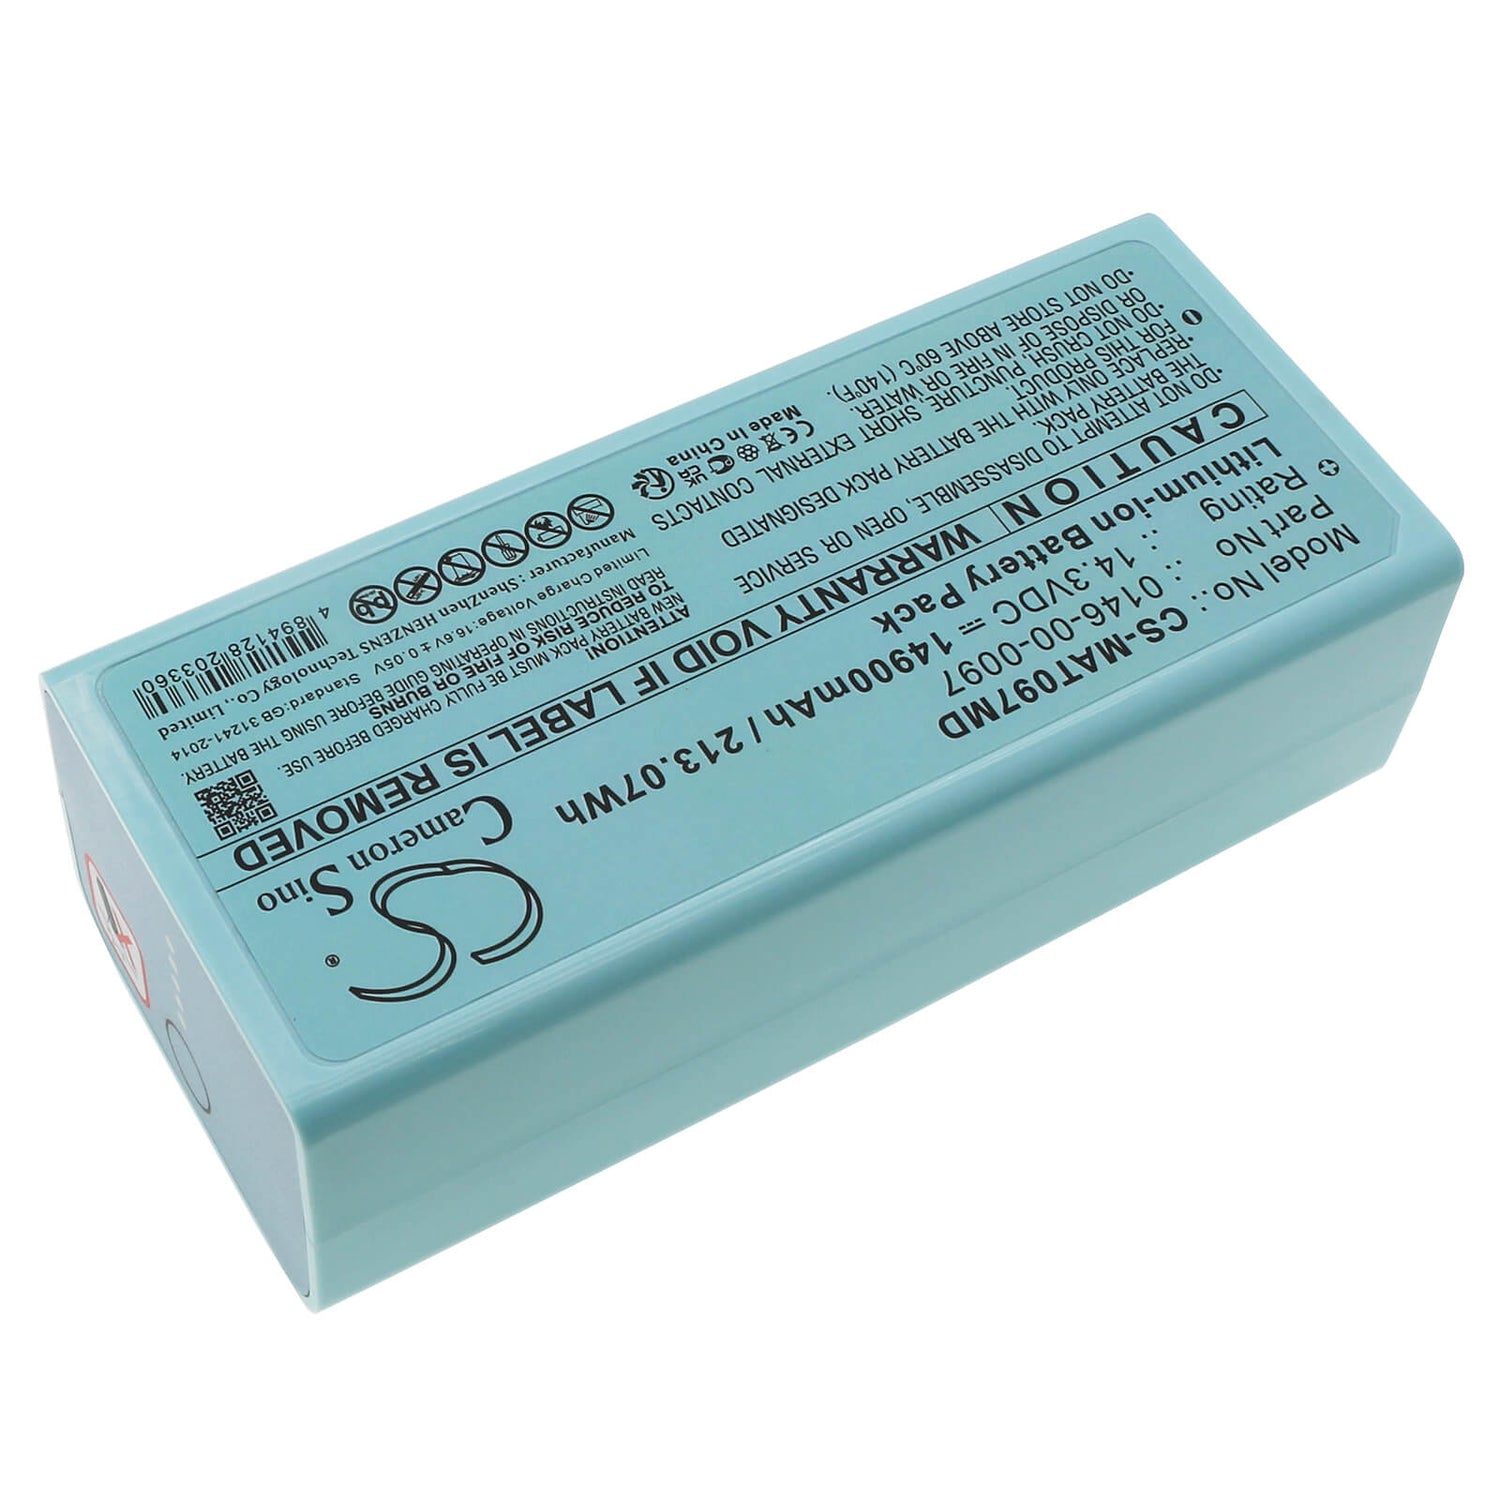 Cameron Sino
®
Model No.: CS-MAT097MD
Part No : 0146-00-0097
Rating : 14.3VDC ⎓ 14900mAh / 213.07Wh
Lithium-Ion Battery Pack
CAUTION WARRANTY VOID IF LABEL IS REMOVED
•DO NOT ATTEMPT TO DISASSEMBLE, OPEN OR SERVICE
THE BATTERY PACK.
•REPLACE ONLY WITH THE BATTERY PACK DESIGNATED
FOR THIS PRODUCT.
•DO NOT CRUSH, PUNCTURE, SHORT EXTERNAL CONTACTS
OR DISPOSE OF IN FIRE OR WATER.
•DO NOT STORE ABOVE 60°C (140°F).
ATTENTION!
NEW BATTERY PACK MUST BE FULLY CHARGED BEFORE USE.
TO REDUCE RISK OF FIRE OR BURNS
READ INSTRUCTIONS IN OPERATING GUIDE BEFORE USING THE BATTERY.
Limited Charge Voltage:16.6V ± 0.05V Standard:GB 31241-2014
Manufacturer : ShenZhen HENZENS Technology Co., Limited
CE
Made in China
4 894128 203360